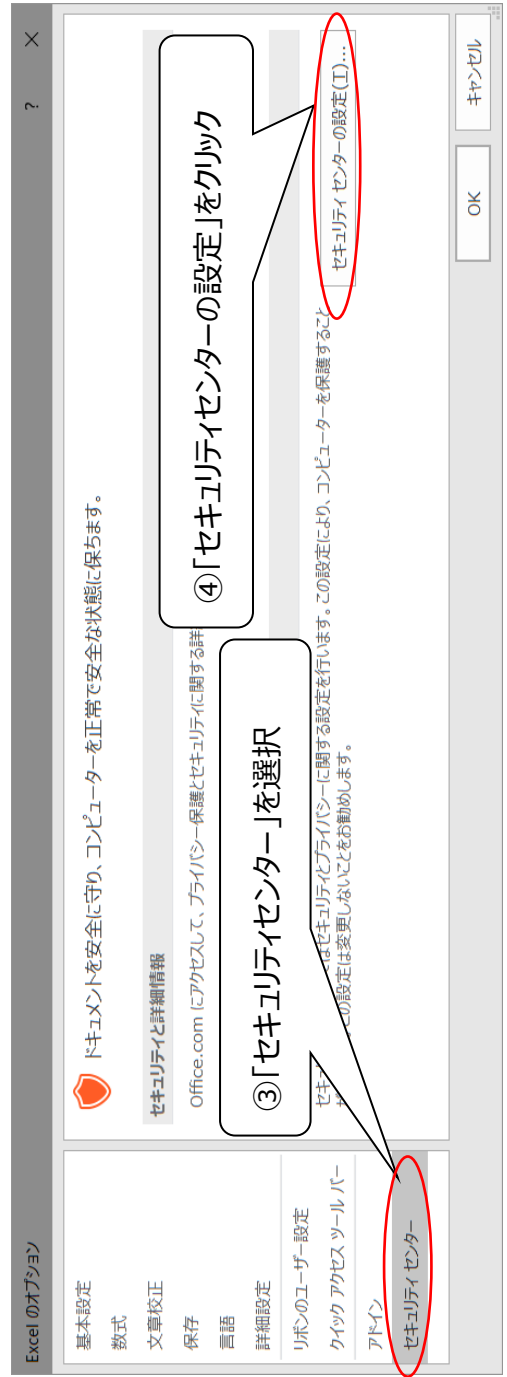 Excel のオプション
?
×
基本設定
数式
文章校正
保存
言語
詳細設定
リボンのユーザー設定
クイック アクセス ツール バー
アドイン
セキュリティ センター
ドキュメントを安全に守り、コンピューターを正常で安全な状態に保ちます。
セキュリティと詳細情報
Office.com にアクセスして、プライバシー保護とセキュリティに関する詳
④「セキュリティセンターの設定」をクリック
③「セキュリティセンター」を選択
セキュ
ではセキュリティとプライバシーに関する設定を行います。この設定により、コンピューターを保護すること
この設定は変更しないことをお勧めします。
セキュリティ センターの設定(T)...
OK
キャンセル